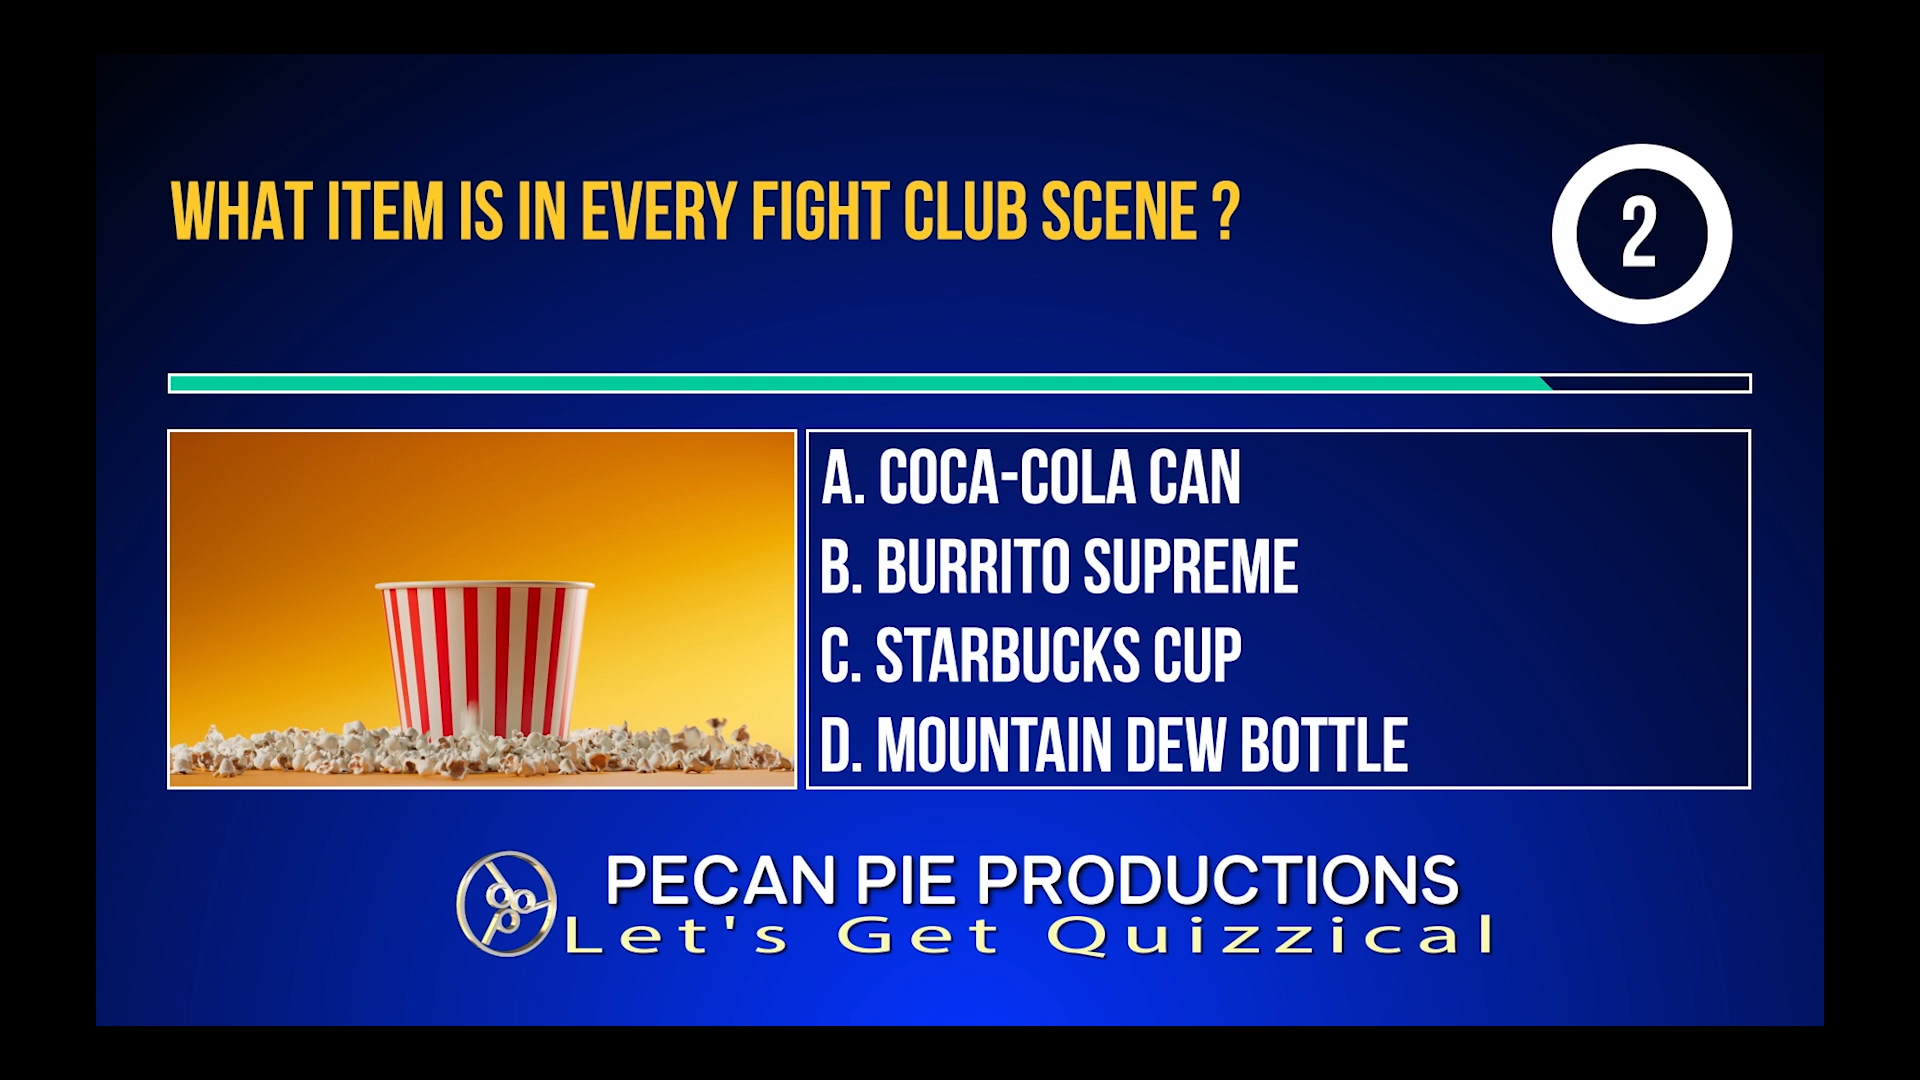 WHAT ITEM IS IN EVERY FIGHT CLUB SCENE ?
2
A. COCA-COLA CAN
B. BURRITO SUPREME
C. STARBUCKS CUP
D. MOUNTAIN DEW BOTTLE
PECAN PIE PRODUCTIONS
Let's Get Quizzical